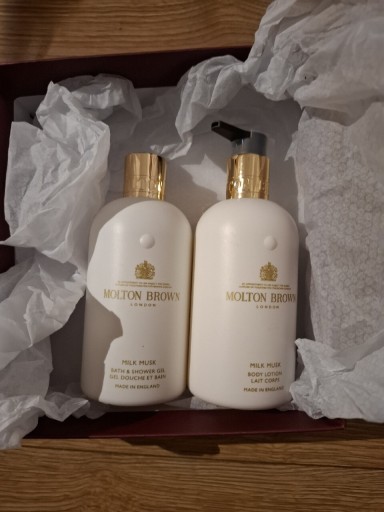 MOLTON BROWN
LONDON
MILK MUSK
BATH & SHOWER GEL
GEL DOUCHE ET BAIN
MADE IN ENGLAND
MOLTON BROWN
LONDON
MILK MUSK
BODY LOTION
LAIT CORPS
MADE IN ENGLAND